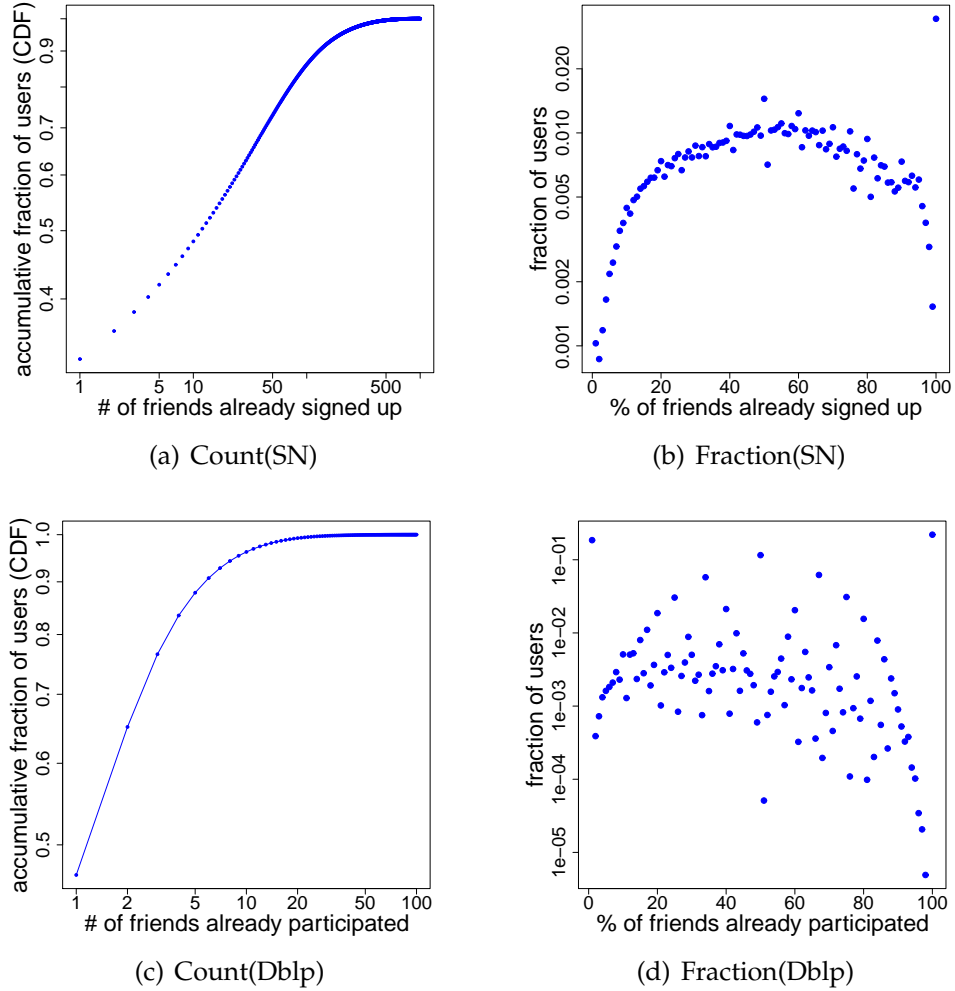 accumulative fraction of users (CDF)
0.4 0.5 0.6 0.7 0.9
1 5 10 50 500
# of friends already signed up
(a) Count(SN)
fraction of users
0.001 0.002 0.005 0.010 0.020
0 20 40 60 80 100
% of friends already signed up
(b) Fraction(SN)
accumulative fraction of users (CDF)
0.5 0.6 0.7 0.8 0.9 1.0
1 2 5 10 20 50 100
# of friends already participated
(c) Count(Dblp)
fraction of users
1e-05 1e-04 1e-03 1e-02 1e-01
0 20 40 60 80 100
% of friends already participated
(d) Fraction(Dblp)